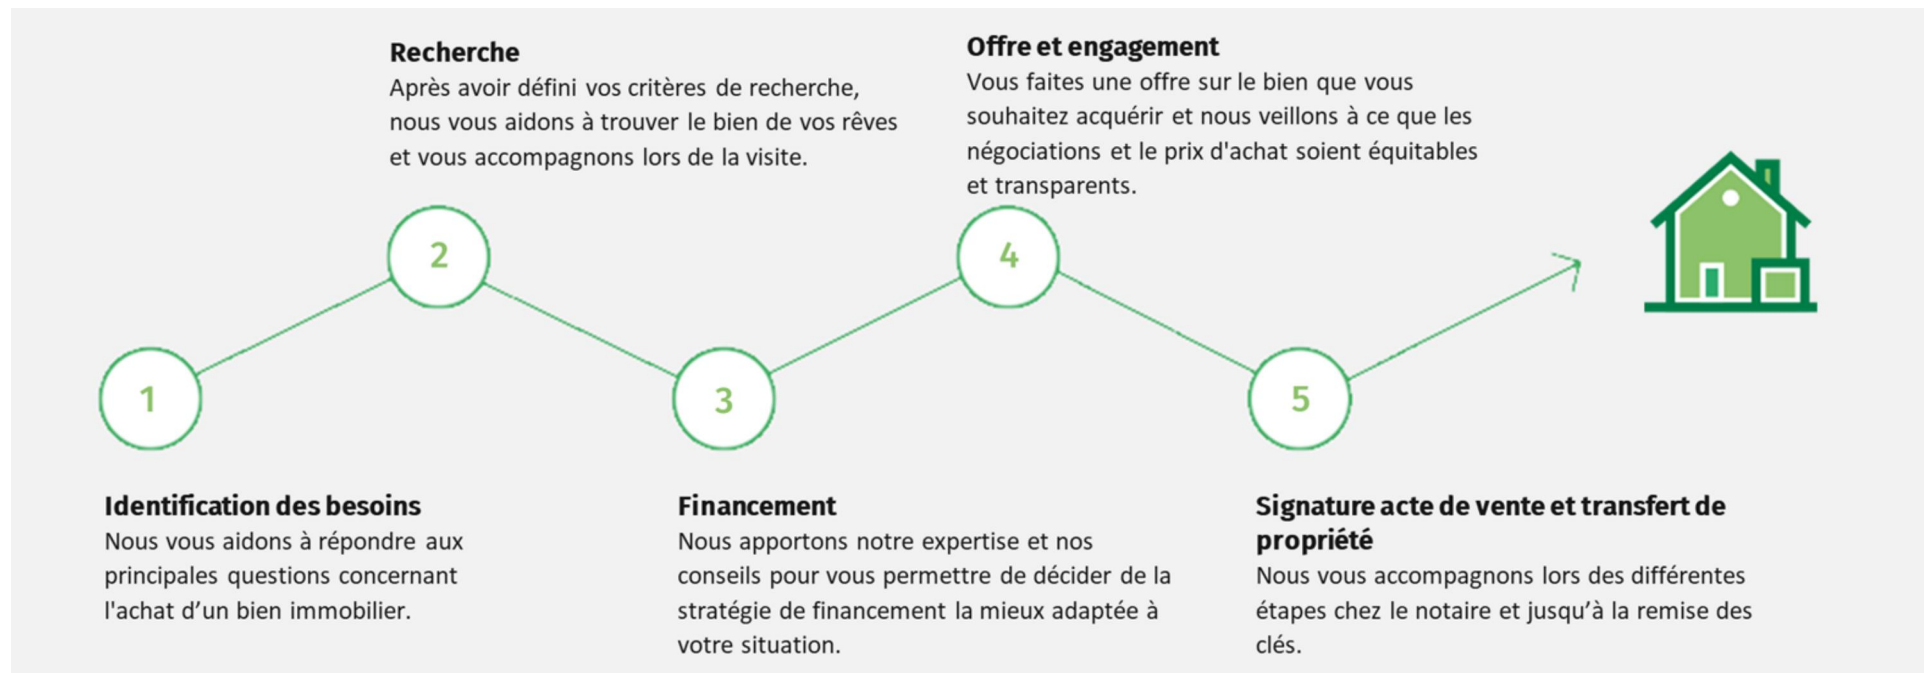 Recherche
Après avoir défini vos critères de recherche,
nous vous aidons à trouver le bien de vos rêves
et vous accompagnons lors de la visite.
Offre et engagement
Vous faites une offre sur le bien que vous
souhaitez acquérir et nous veillons à ce que les
négociations et le prix d'achat soient équitables
et transparents.
2
4
1
3
5
Identification des besoins
Nous vous aidons à répondre aux
principales questions concernant
l'achat d’un bien immobilier.
Financement
Nous apportons notre expertise et nos
conseils pour vous permettre de décider de la
stratégie de financement la mieux adaptée à
votre situation.
Signature acte de vente et transfert de
propriété
Nous vous accompagnons lors des différentes
étapes chez le notaire et jusqu’à la remise des
clés.